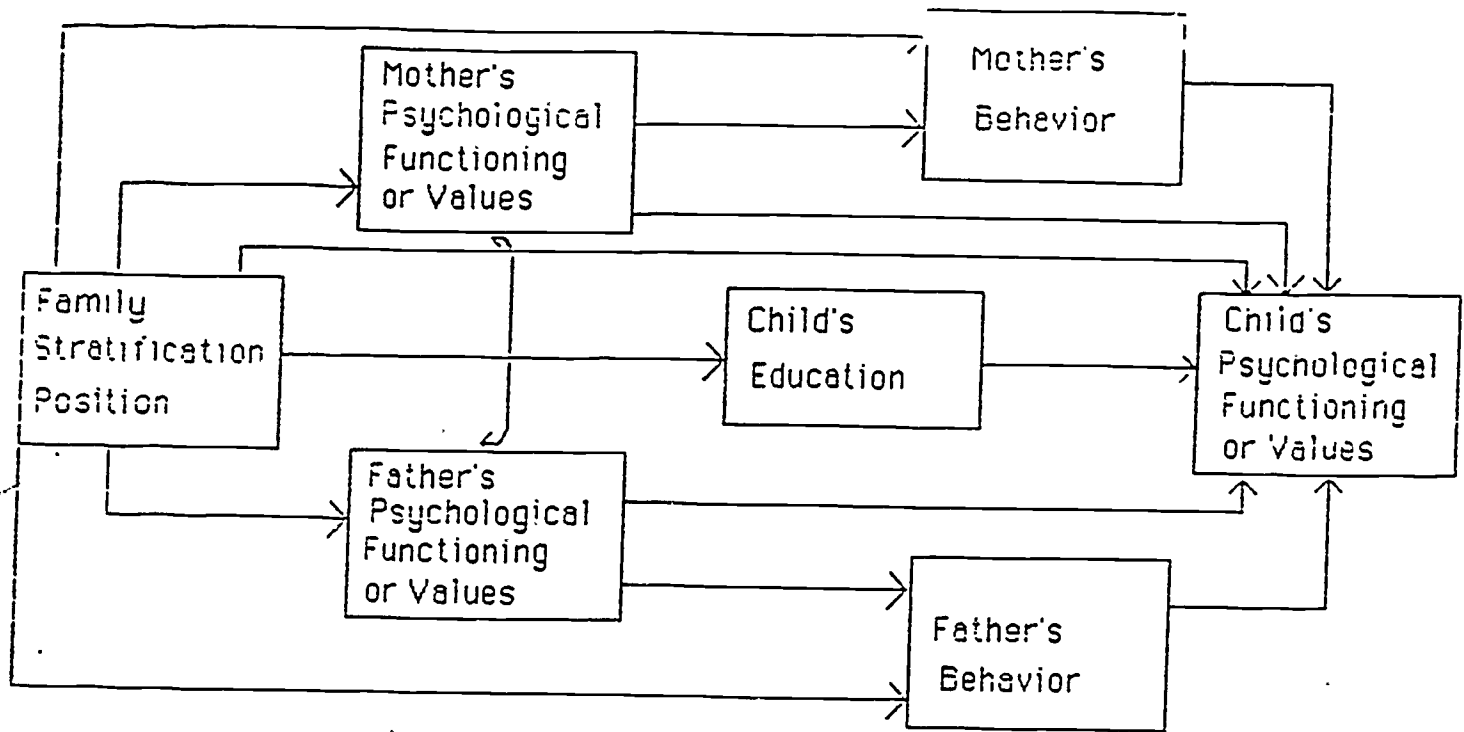 Mother's
Psychological
Functioning
or Values
Mother's
Behavior
Family
Stratification
Position
Child's
Education
Child's
Psychological
Functioning
or Values
Father's
Psychological
Functioning
or Values
Father's
Behavior